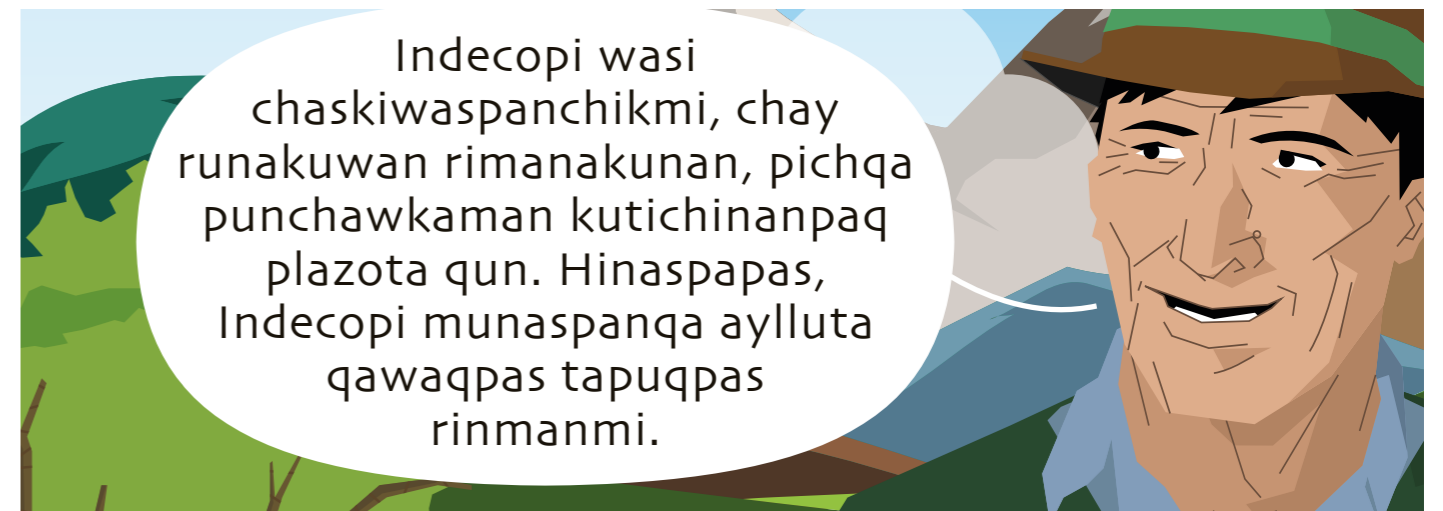 Indecopi wasi
chaskiwaspanchikmi, chay
runakuwan rimanakunan, pichqa
punchawkaman kutichinanpaq
plazota qun. Hinaspapas,
Indecopi munaspanqa aylluta
qawaqpas tapuqpas
rinmanmi.